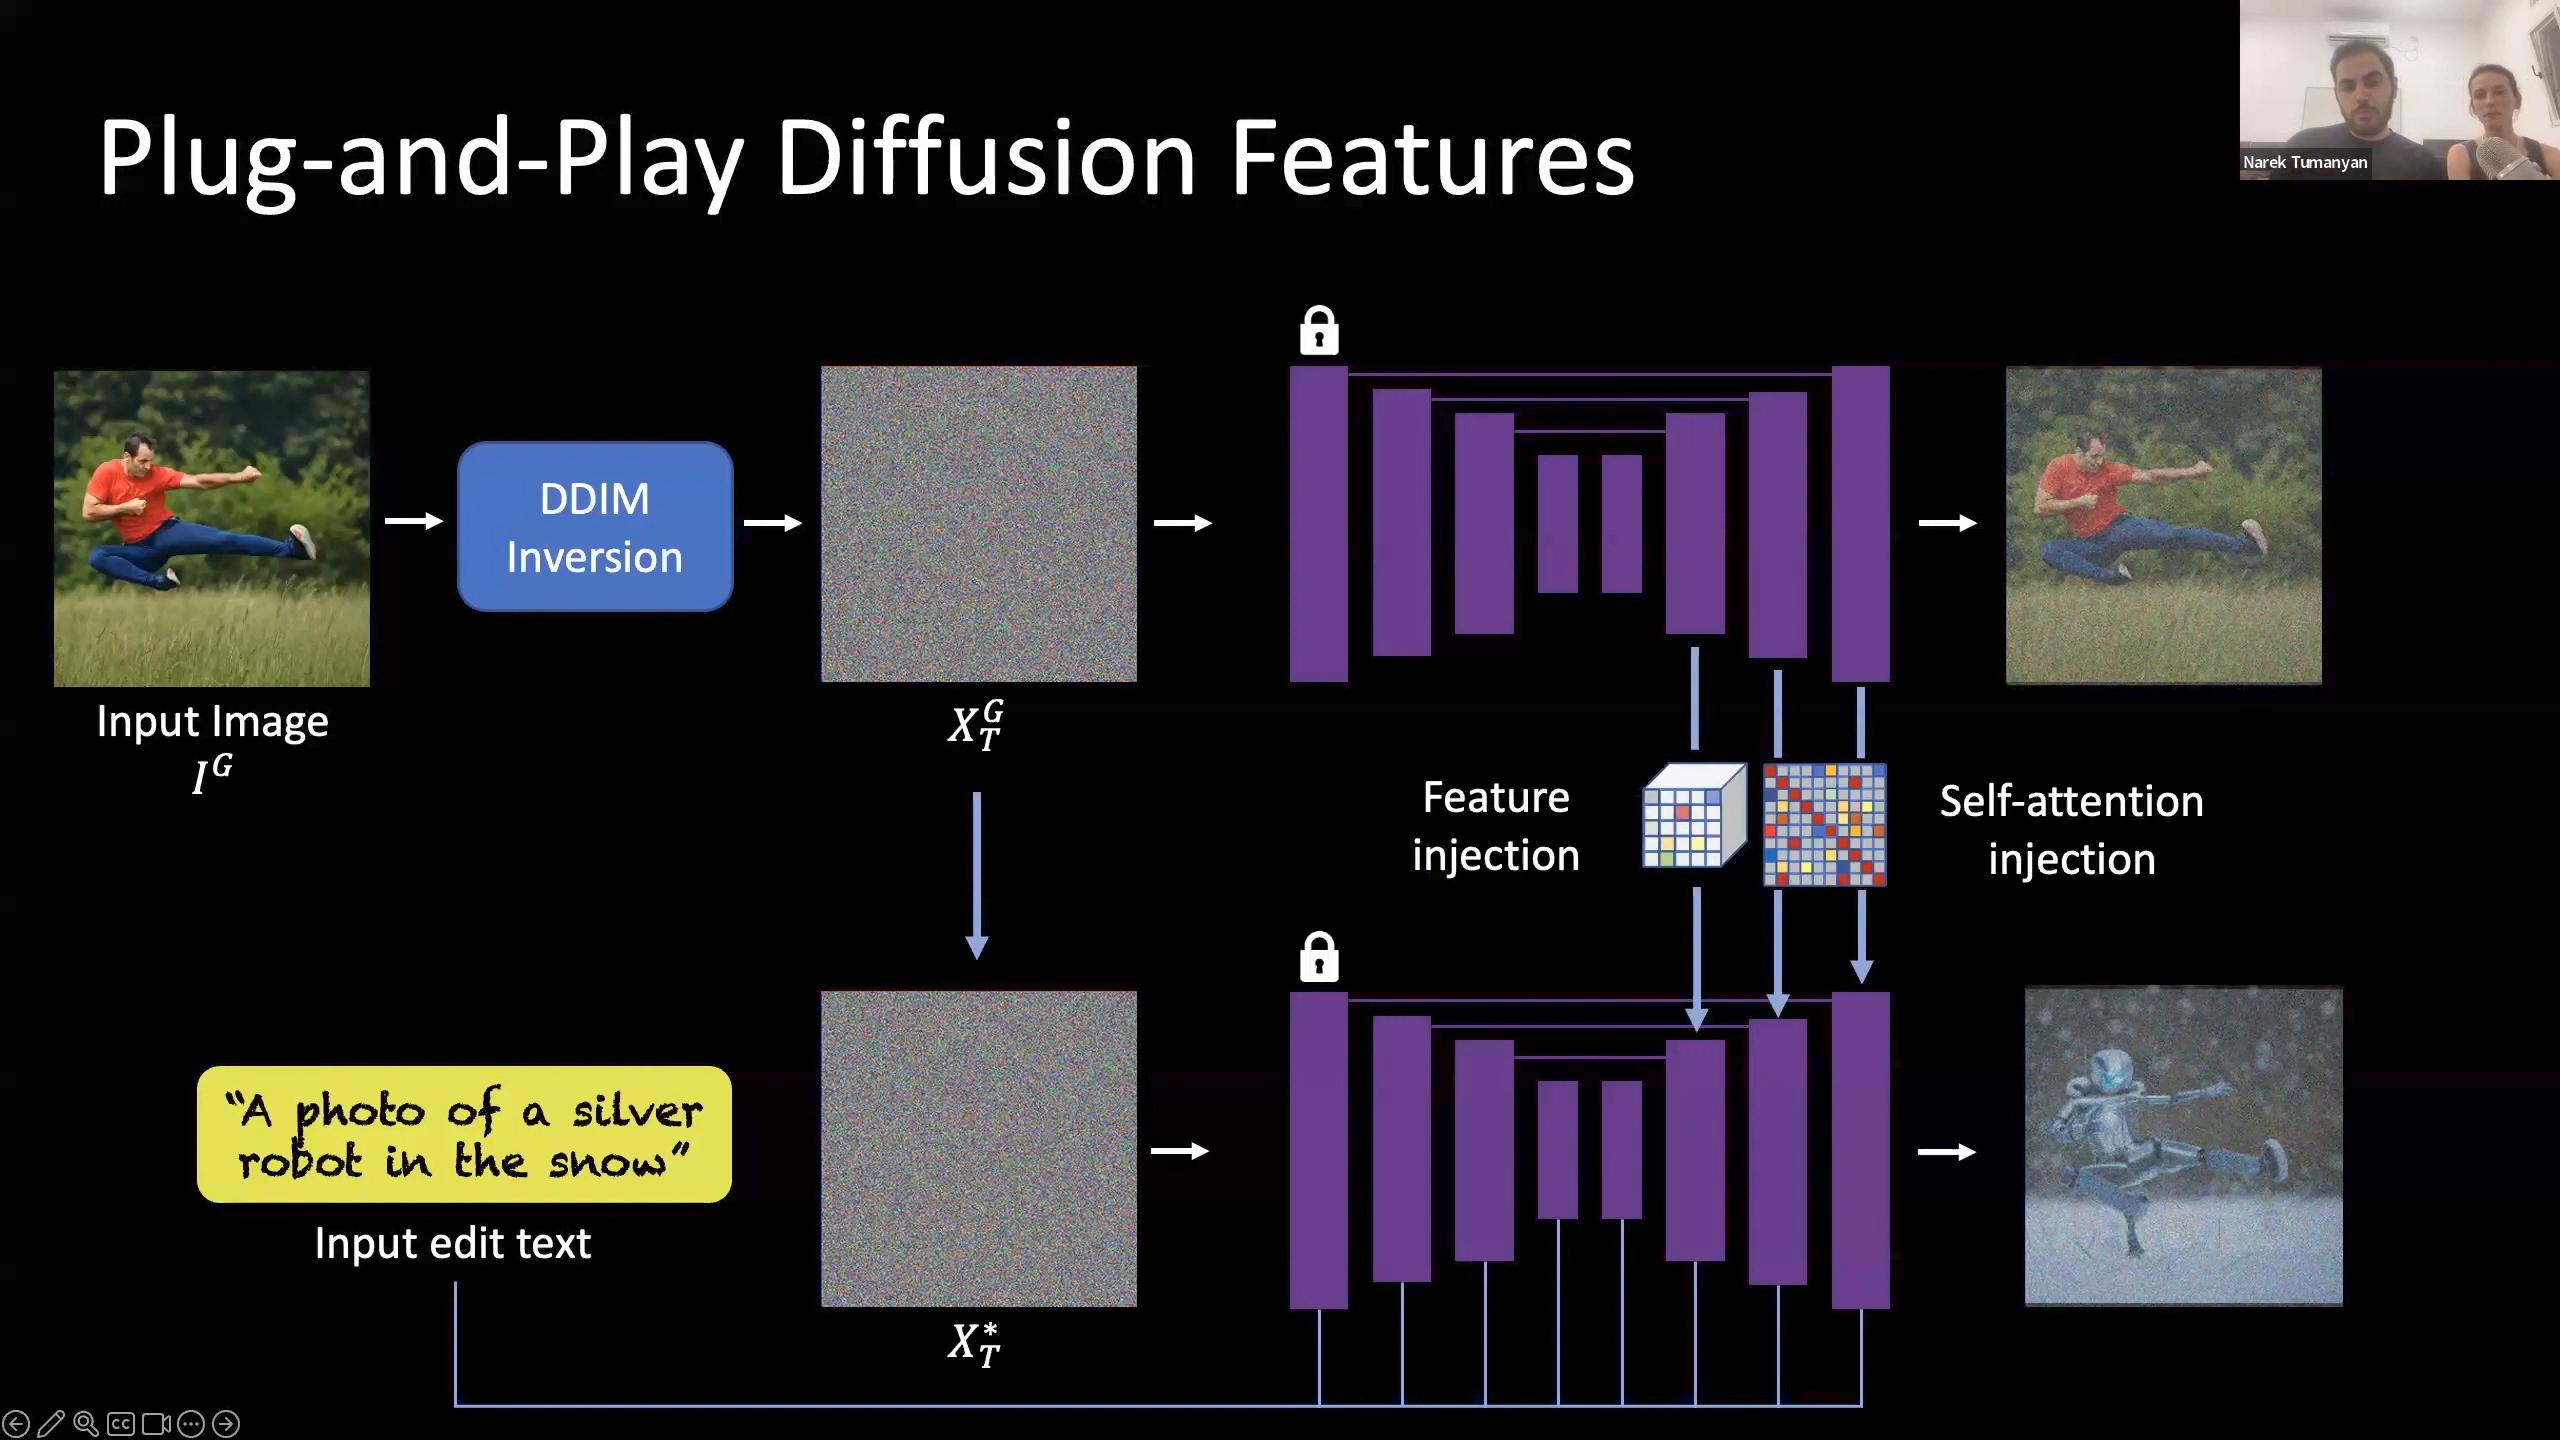 Plug-and-Play Diffusion Features
Narek Tumanyan
DDIM
Inversion
Input Image
I^G
X_T^G
Feature
injection
Self-attention
injection
“A photo of a silver
robot in the snow”
Input edit text
X_T^*
CC